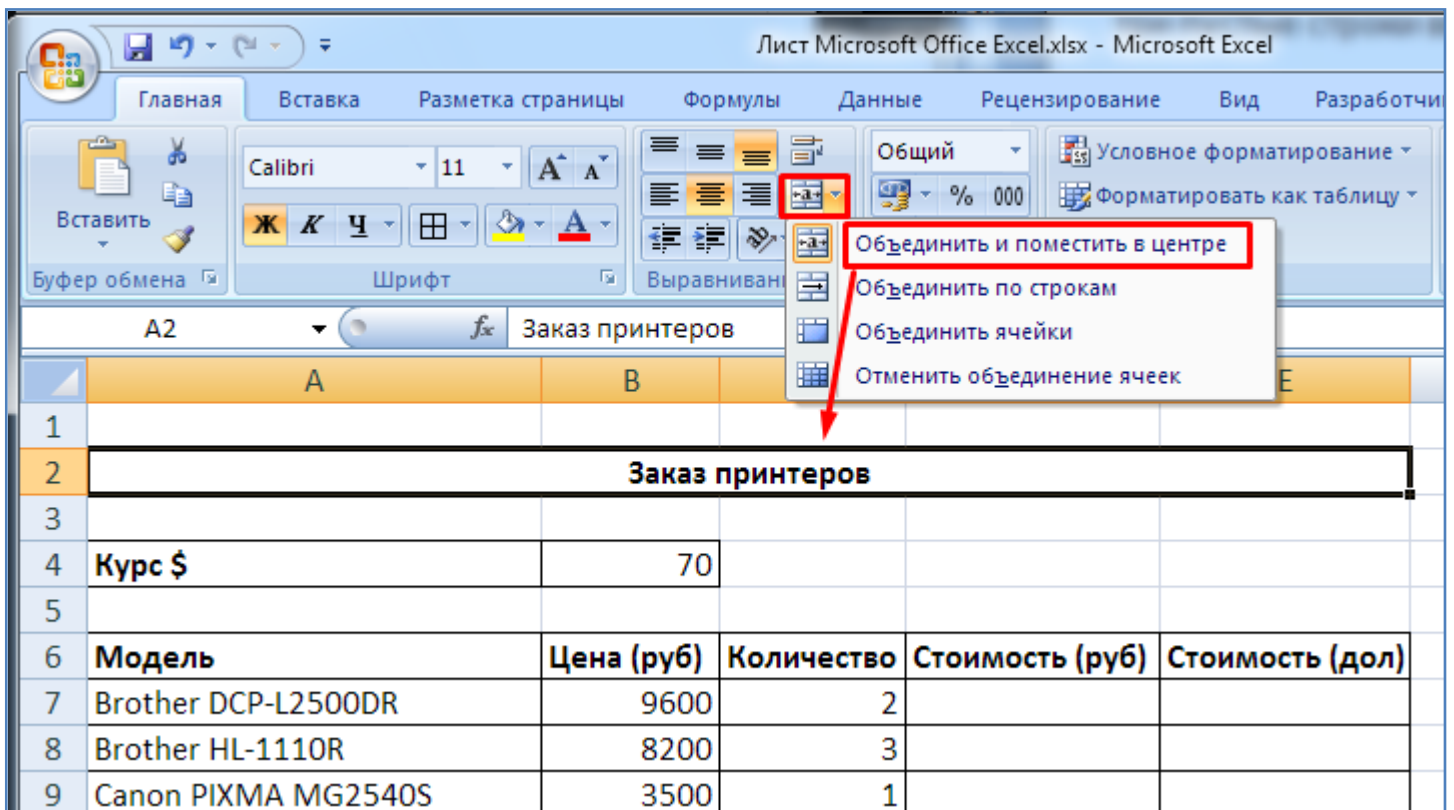 Лист Microsoft Office Excel.xlsx - Microsoft Excel
Главная Вставка Разметка страницы Формулы Данные Рецензирование Вид
Calibri 11 А А Общий Условное форматирование
Вставить Ж К Ч А а % 000 Форматировать как таблицу
Объединить и поместить в центре
Буфер обмена Шрифт
Объединить по строкам
A2 fx Заказ принтеров
Объединить ячейки
Отменить объединение ячеек
A B E
1
2 Заказ принтеров
3
4 Курс $ 70
5
6 Модель Цена (руб) Количество Стоимость (руб) Стоимость (дол)
7 Brother DCP-L2500DR 9600 2
8 Brother HL-1110R 8200 3
9 Canon PIXMA MG2540S 3500 1